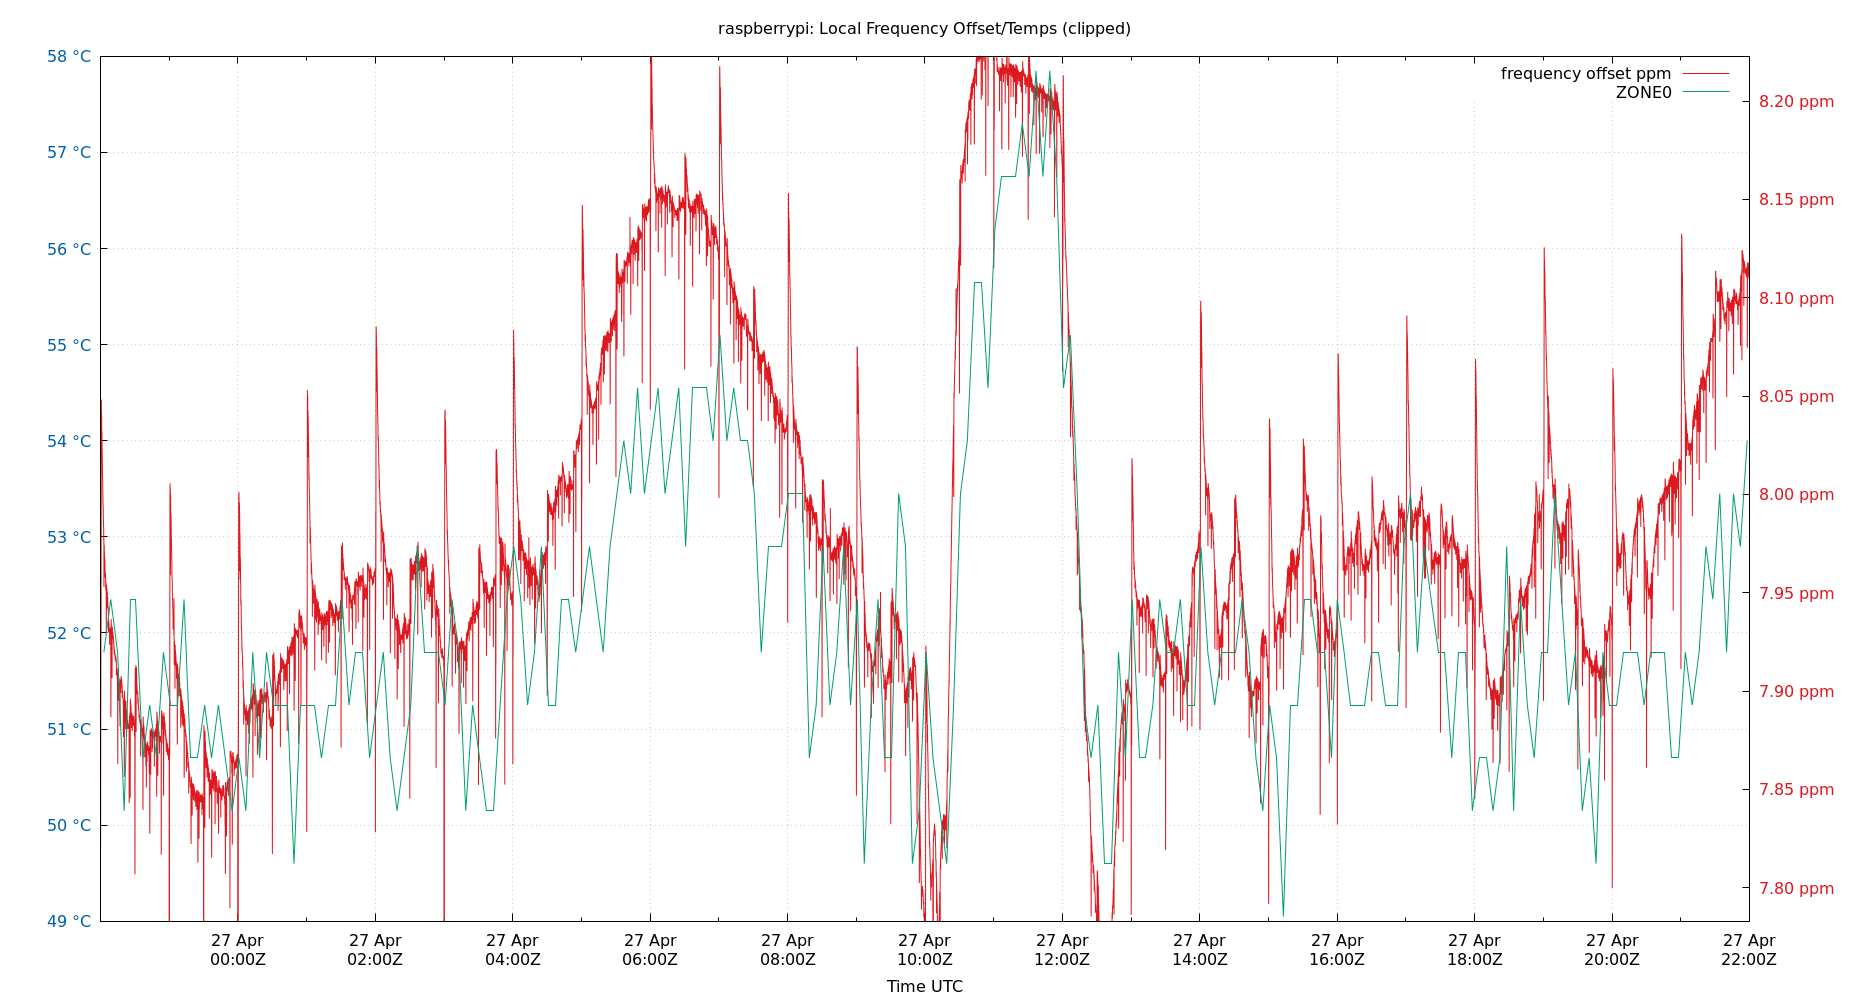 raspberrypi: Local Frequency Offset/Temps (clipped)
frequency offset ppm
ZONE0
58 °C
57 °C
56 °C
55 °C
54 °C
53 °C
52 °C
51 °C
50 °C
49 °C
8.20 ppm
8.15 ppm
8.10 ppm
8.05 ppm
8.00 ppm
7.95 ppm
7.90 ppm
7.85 ppm
7.80 ppm
27 Apr 27 Apr 27 Apr 27 Apr 27 Apr 27 Apr 27 Apr 27 Apr 27 Apr 27 Apr 27 Apr 27 Apr
00:00Z 02:00Z 04:00Z 06:00Z 08:00Z 10:00Z 12:00Z 14:00Z 16:00Z 18:00Z 20:00Z 22:00Z
Time UTC